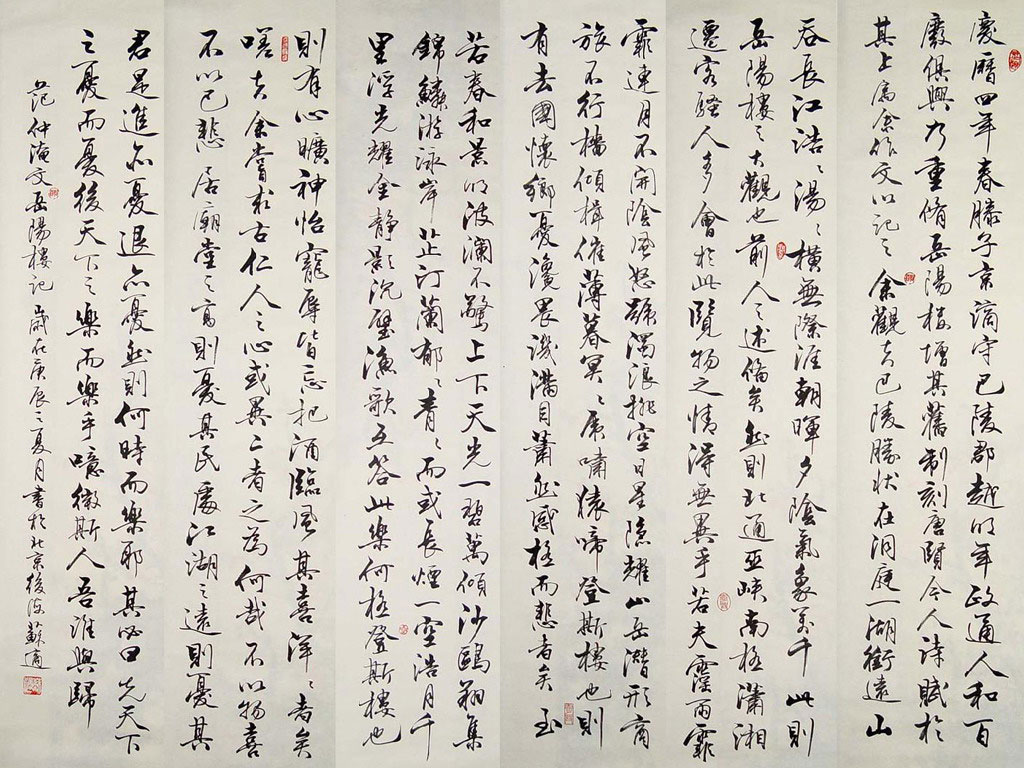 慶曆四年春滕子京謫守巴陵郡越明年政通人和百
廢俱興乃重脩岳陽樓增其舊制刻唐賢今人詩賦於
其上屬余作文以記之余觀夫巴陵勝狀在洞庭一湖銜遠山
吞長江浩〻湯〻橫無際涯朝暉夕陰氣象万千此則
岳陽樓之大觀也前人之述備矣然則北通巫峽南極瀟湘
遷客騷人多會於此覽物之情得無異乎若夫霪雨霏
霏連月不開陰風怒號濁浪排空日星隱耀山岳潛形商
旅不行檣傾楫摧薄暮冥〻虎嘯猿啼登斯樓也則
有去國懷鄉憂讒畏譏滿目蕭然感極而悲者矣至
若春和景明波瀾不驚上下天光一碧萬傾沙鷗翔集
錦鱗游泳岸芷汀蘭郁〻青〻而或長煙一空浩月千
里浮光耀金靜影沉璧漁歌互答此樂何極登斯樓也
則有心曠神怡寵辱皆忘把酒臨風其喜洋〻者矣
嗟夫余嘗求古仁人之心或異二者之為何哉不以物喜
不以己悲居廟堂之高則憂其民處江湖之遠則憂其
君是進亦憂退亦憂然則何時而樂耶其必曰先天下
之憂而憂後天下之樂而樂乎噫微斯人吾誰與歸
范仲淹文岳陽樓記歲在庚辰之夏月書於北京後海蘇適